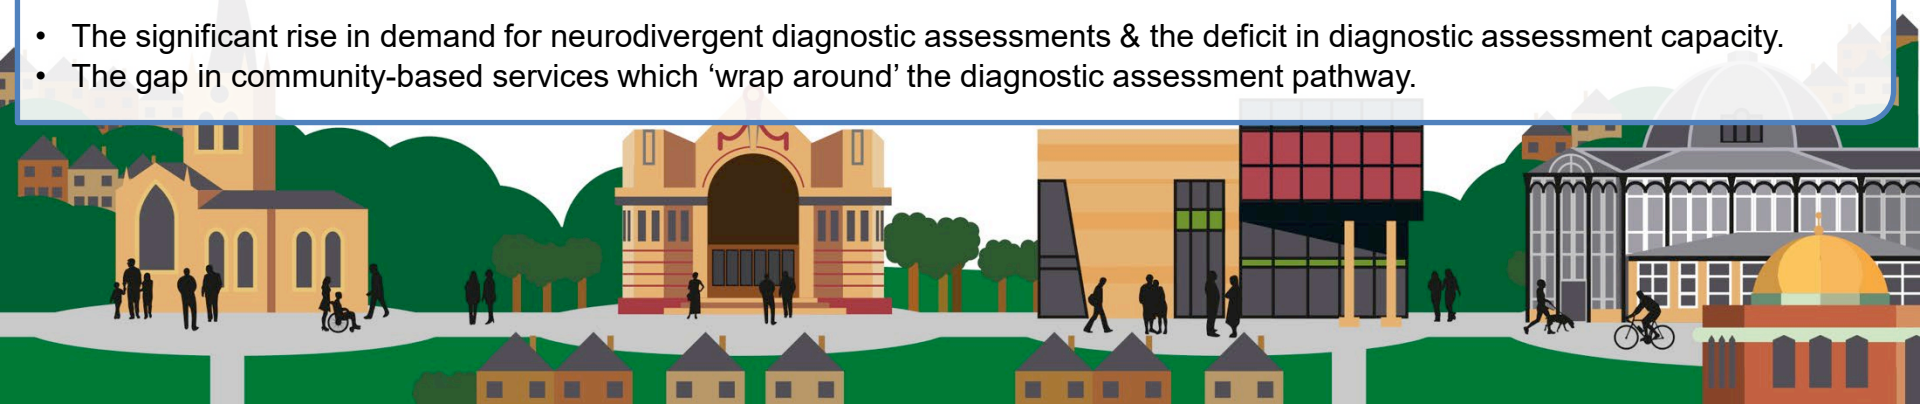 • The significant rise in demand for neurodivergent diagnostic assessments & the deficit in diagnostic assessment capacity.
• The gap in community-based services which ‘wrap around’ the diagnostic assessment pathway.